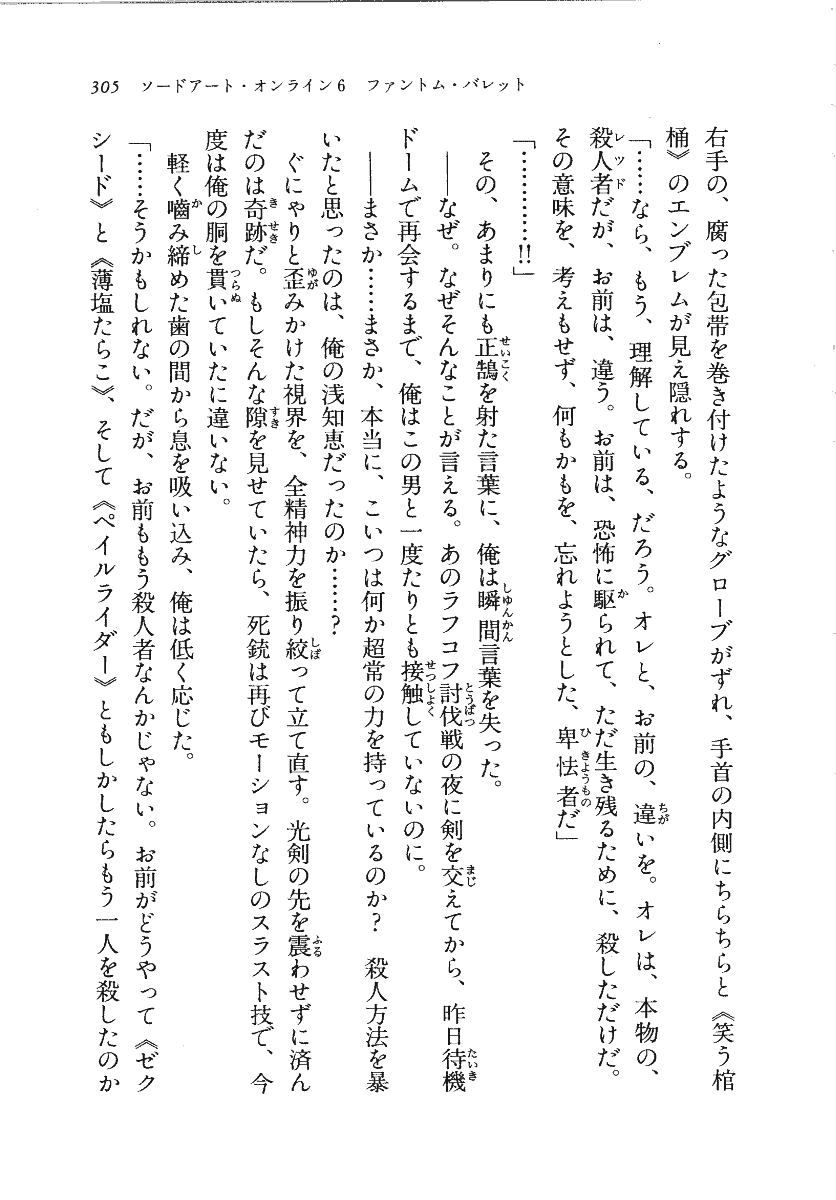 305　ソードアート・オンライン6　ファントム・バレット
右手の、腐った包帯を巻き付けたようなグローブがずれ、手首の内側にちらちらと《笑う棺
桶》のエンブレムが見え隠れする。
「……なら、もう、理解している、だろう。オレと、お前の、違いを。オレは、本物の、
殺人者だが、お前は、違う。お前は、恐怖に駆られて、ただ生き残るために、殺しただけだ。
その意味を、考えもせず、何もかもを、忘れようとした、卑怯者だ」
「…………!!」
その、あまりにも正鵠を射た言葉に、俺は瞬間言葉を失った。
――なぜ。なぜそんなことが言える。あのラフコフ討伐戦の夜に剣を交えてから、昨日待機
ドームで再会するまで、俺はこの男と一度たりとも接触していないのに。
――まさか……まさか、本当に、こいつは何か超常の力を持っているのか？　殺人方法を暴
いたと思ったのは、俺の浅知恵だったのか……？
ぐにゃりと歪みかけた視界を、全精神力を振り絞って立て直す。光剣の先を震わせずに済ん
だのは奇跡だ。もしそんな隙を見せていたら、死銃は再びモーションなしのスラスト技で、今
度は俺の胴を貫いていたに違いない。
軽く嚙み締めた歯の間から息を吸い込み、俺は低く応じた。
「……そうかもしれない。だが、お前ももう殺人者なんかじゃない。お前がどうやって《ゼク
シード》と《薄塩たらこ》、そして《ペイルライダー》ともしかしたらもう一人を殺したのか